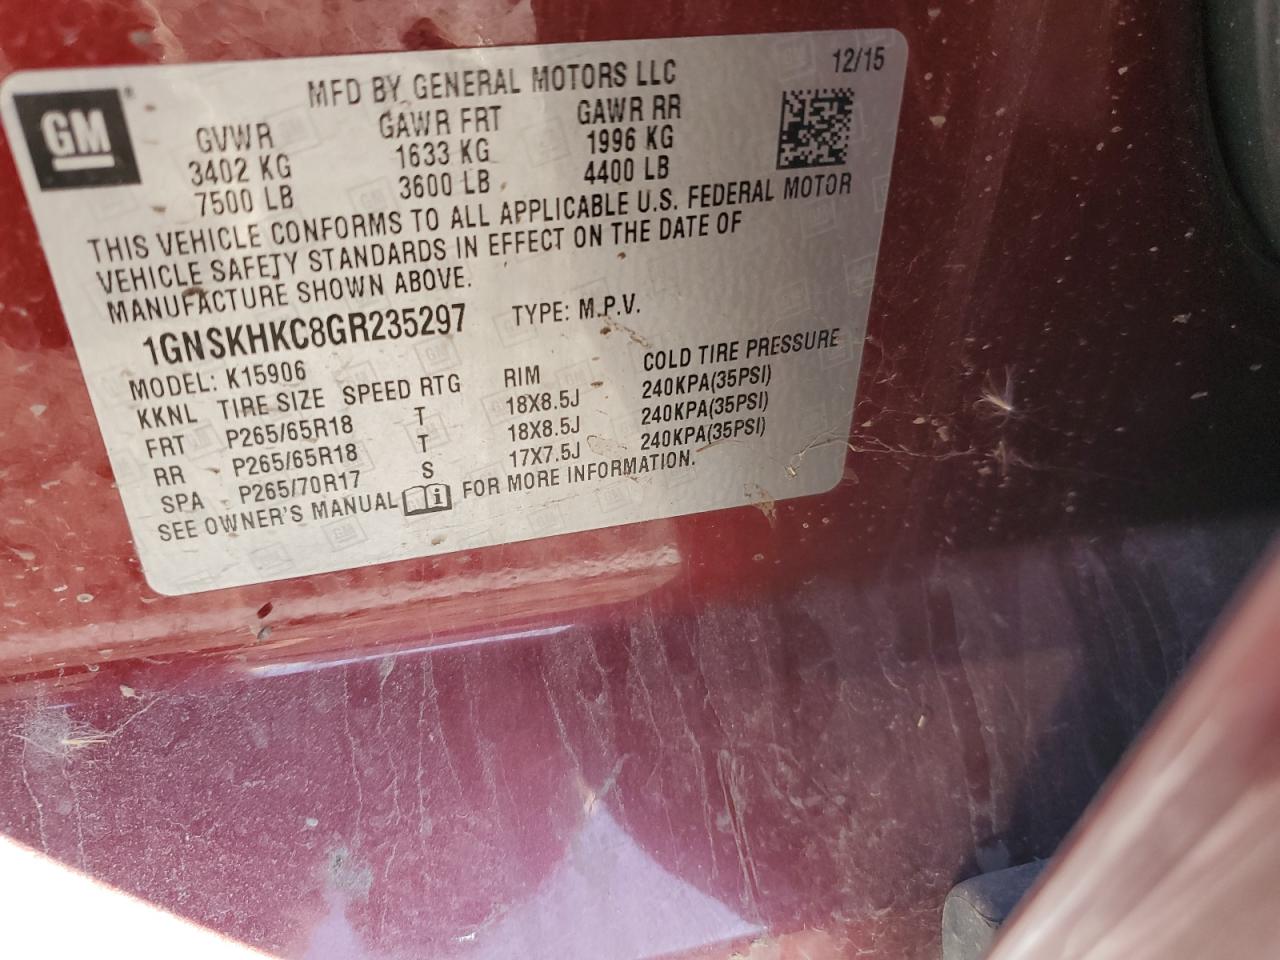 GM
®
MFD BY GENERAL MOTORS LLC
12/15
GVWR GAWR FRT GAWR RR
3402 KG 1633 KG 1996 KG
7500 LB 3600 LB 4400 LB
THIS VEHICLE CONFORMS TO ALL APPLICABLE U.S. FEDERAL MOTOR
VEHICLE SAFETY STANDARDS IN EFFECT ON THE DATE OF
MANUFACTURE SHOWN ABOVE.
1GNSKHKC8GR235297 TYPE: M.P.V.
MODEL: K15906
KKNL TIRE SIZE SPEED RTG RIM COLD TIRE PRESSURE
FRT P265/65R18 T 18X8.5J 240KPA(35PSI)
RR P265/65R18 T 18X8.5J 240KPA(35PSI)
SPA P265/70R17 S 17X7.5J 240KPA(35PSI)
SEE OWNER'S MANUAL i FOR MORE INFORMATION.